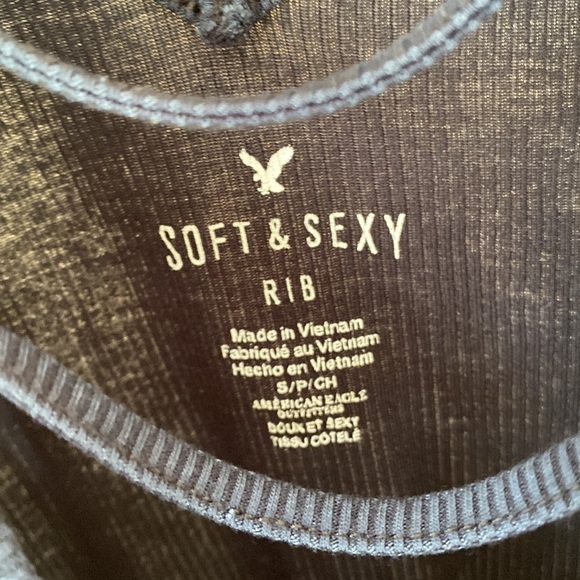 SOFT & SEXY
RIB
Made in Vietnam
Fabriqué au Vietnam
Hecho en Vietnam
S/P/CH
AMERICAN EAGLE
OUTFITTERS
DOUX ET SEXY
TISSU CÔTELÉ